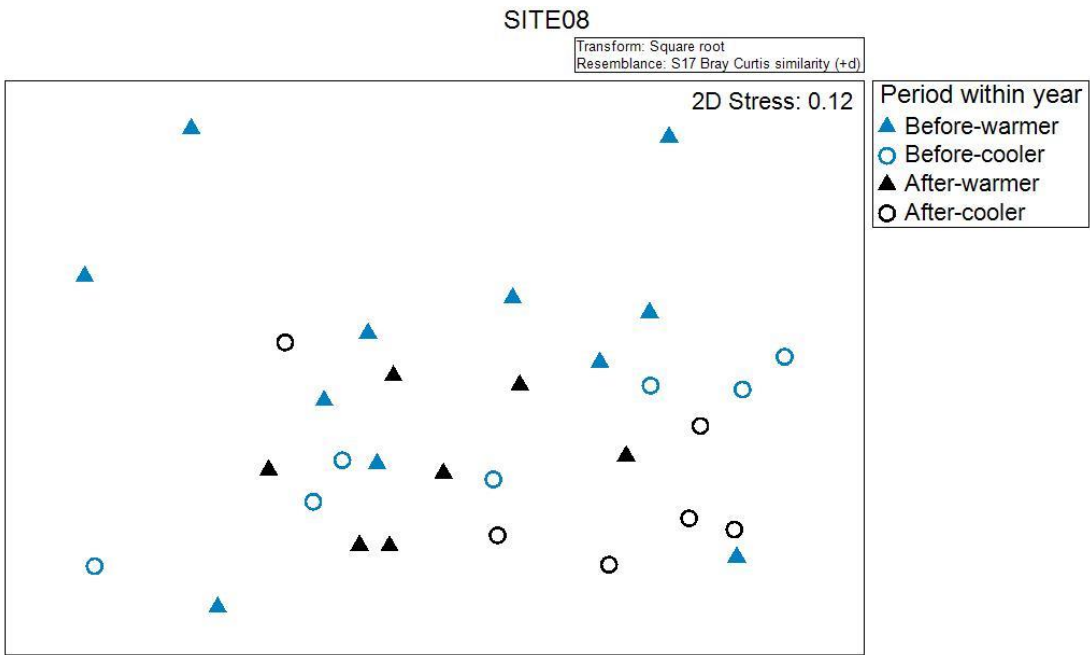 SITE08
Transform: Square root
Resemblance: S17 Bray Curtis similarity (+d)
2D Stress: 0.12
Period within year
Before-warmer
Before-cooler
After-warmer
After-cooler